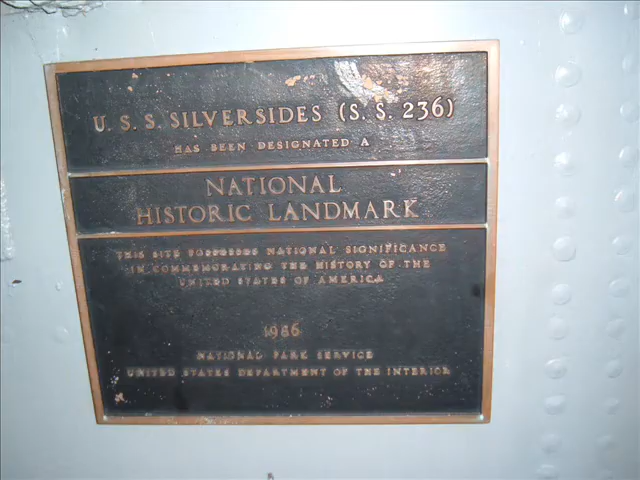 U. S. S. SILVERSIDES (S. S. 236)
HAS BEEN DESIGNATED A
NATIONAL
HISTORIC LANDMARK
THIS SITE POSSESSES NATIONAL SIGNIFICANCE
IN COMMEMORATING THE HISTORY OF THE
UNITED STATES OF AMERICA
1986
NATIONAL PARK SERVICE
UNITED STATES DEPARTMENT OF THE INTERIOR